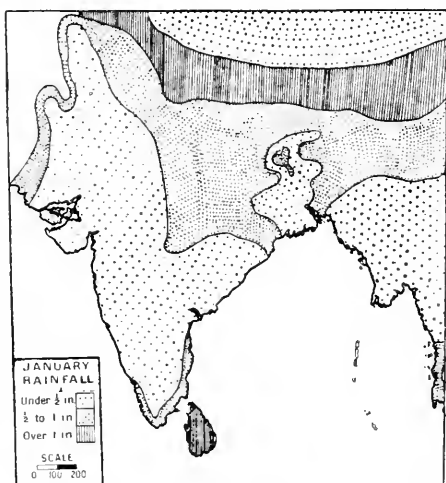 JANUARY
RAINFALL
Under ½ in
½ to 1 in
Over 1 in
SCALE
0 100 200